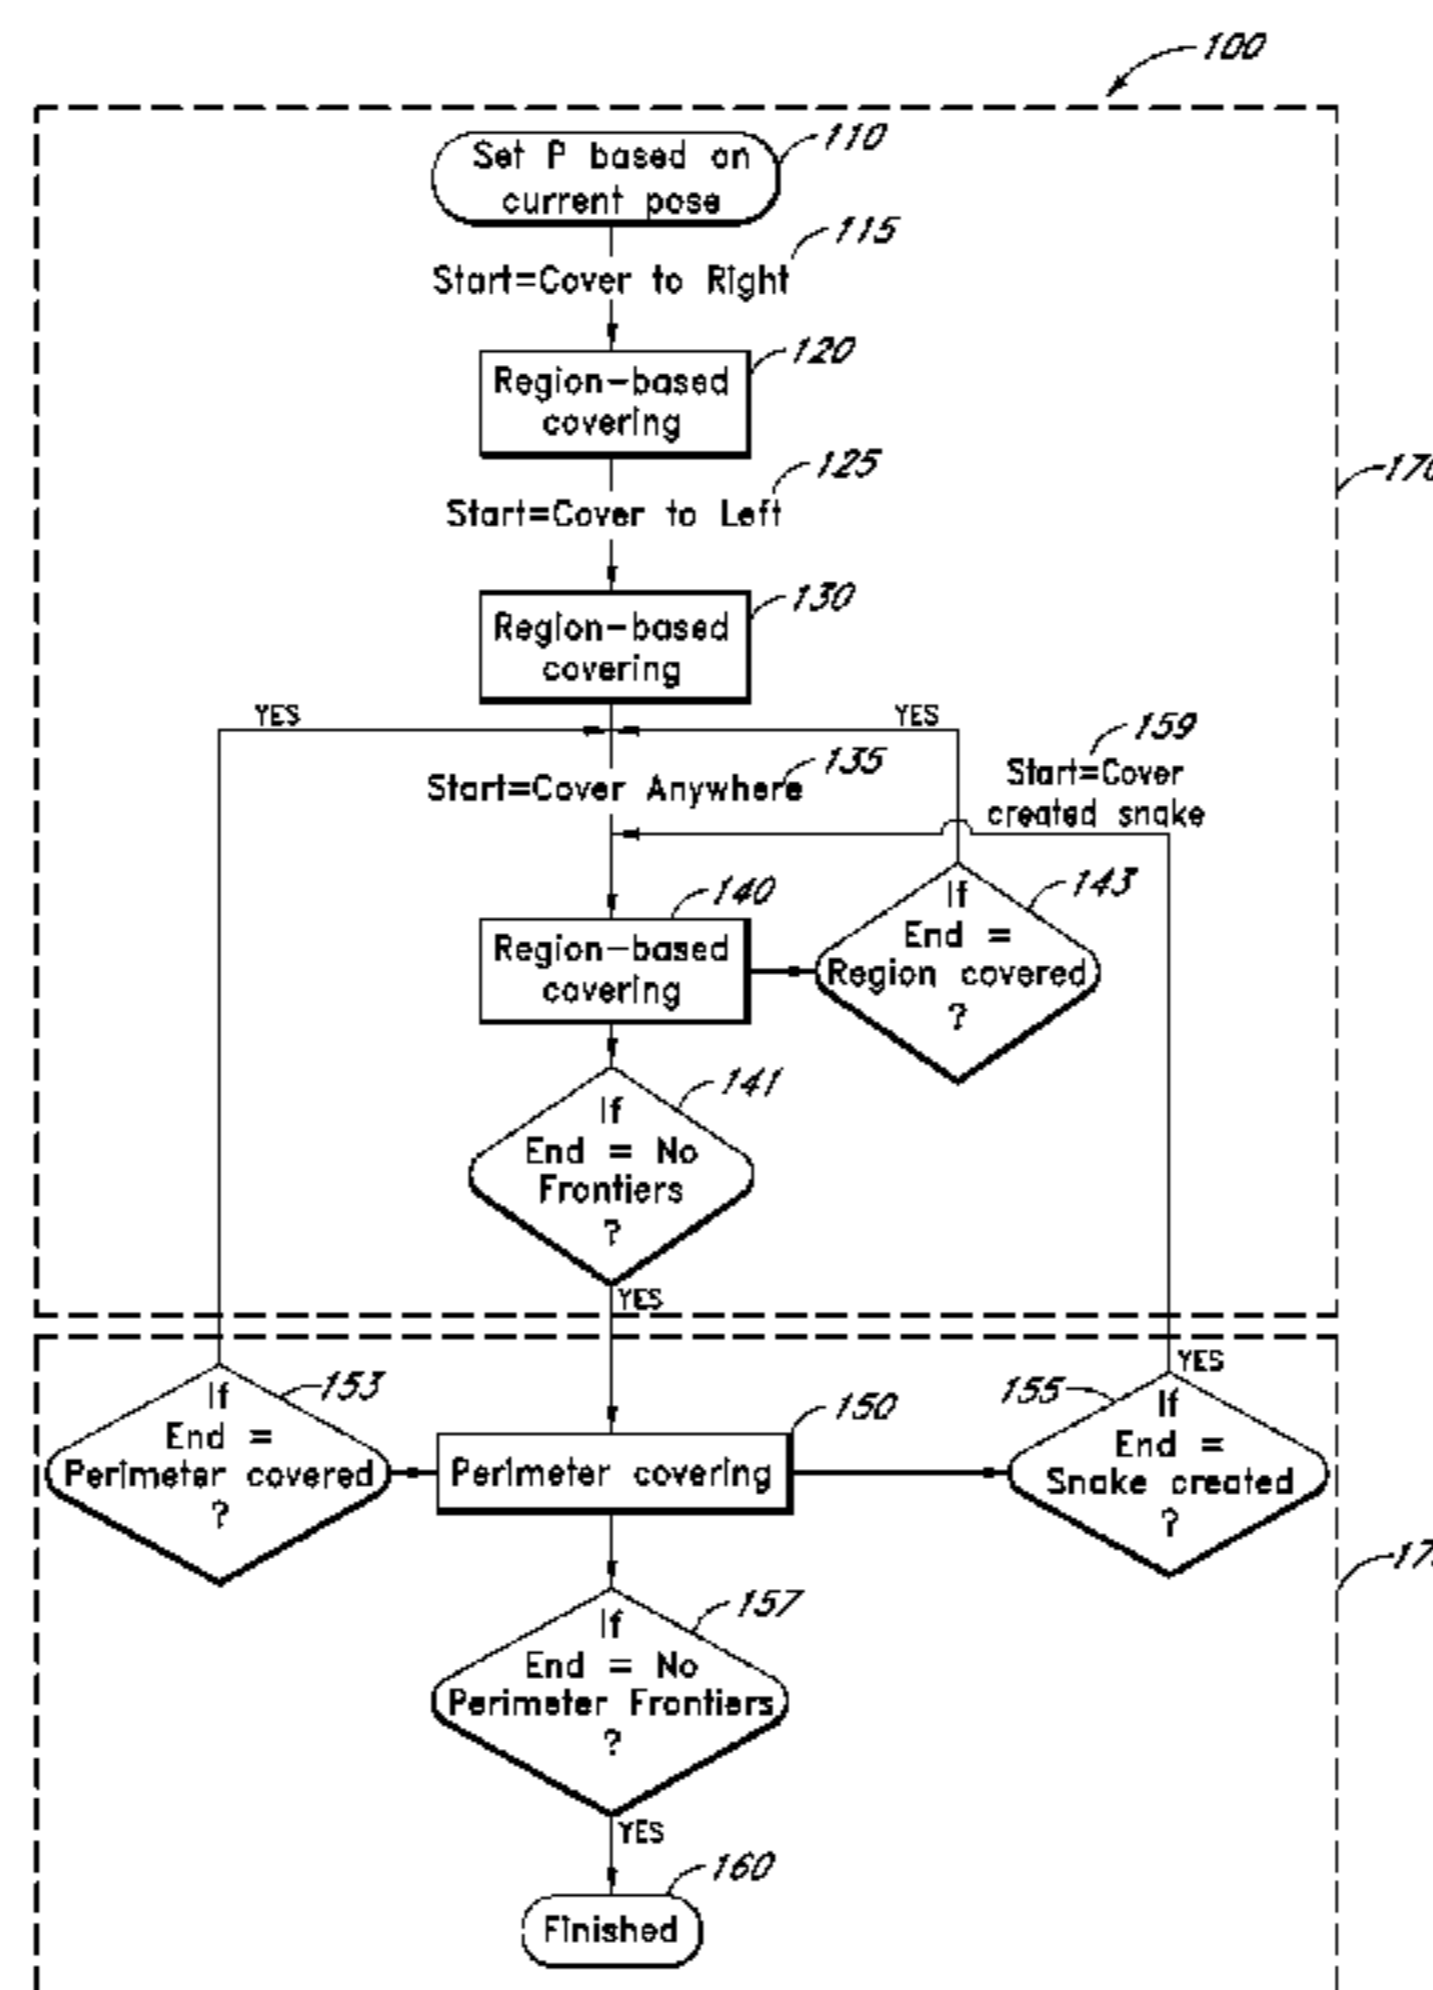 100
110
Set P based on
current pose
115
Start=Cover to Right
120
Region-based
covering
125
Start=Cover to Left
130
Region-based
covering
YES
YES
159
Start=Cover
created snake
135
Start=Cover Anywhere
140
Region-based
covering
143
If
End =
Region covered
?
141
If
End = No
Frontiers
?
YES
153
If
End =
Perimeter covered
?
150
Perimeter covering
155
YES
If
End =
Snake created
?
157
If
End = No
Perimeter Frontiers
?
YES
160
Finished